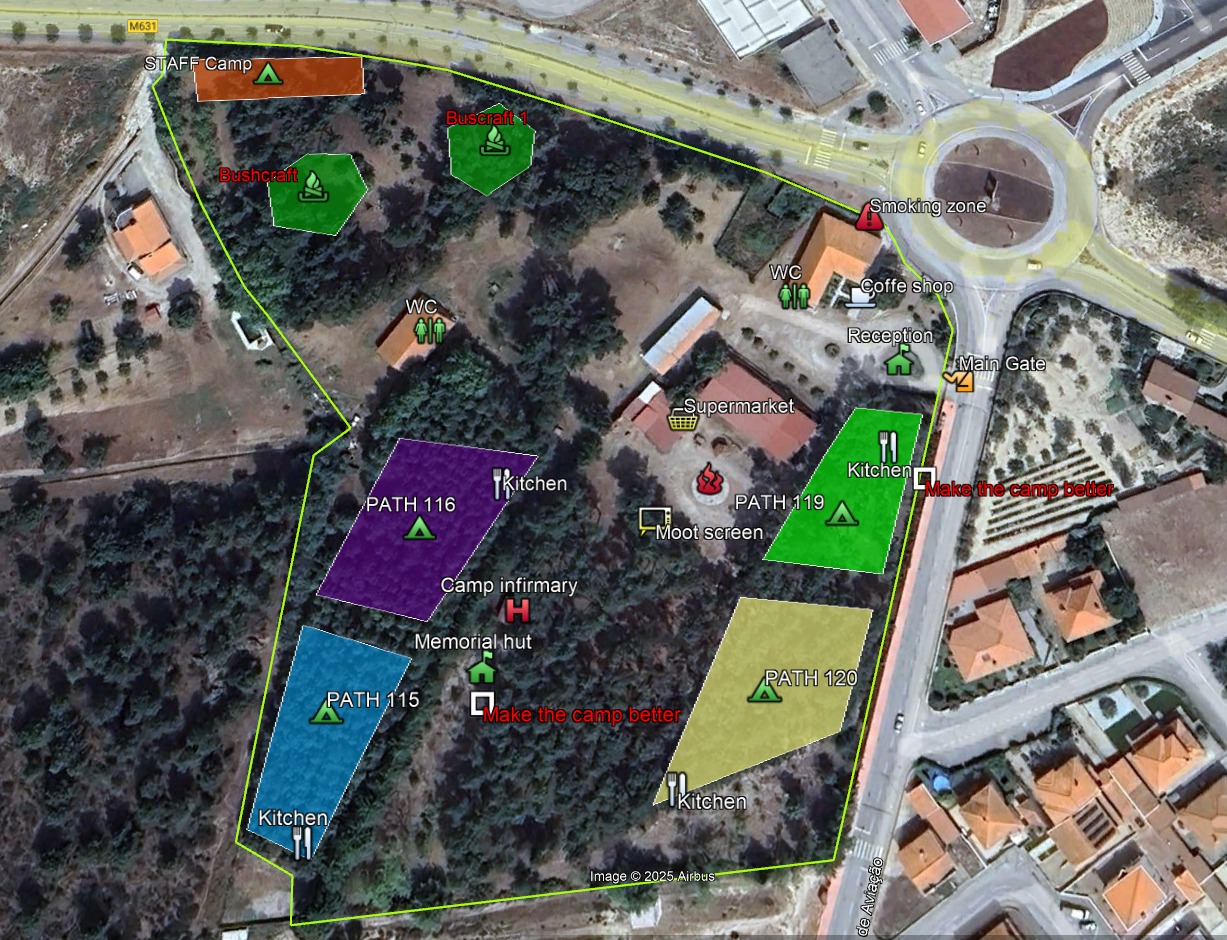 M631
STAFF Camp
Buscraft 1
Bushcraft
Smoking zone
WC
Coffe shop
WC
Reception
Main Gate
Supermarket
Kitchen
Make the camp better
PATH 119
Kitchen
PATH 116
Moot screen
Camp infirmary
Memorial hut
PATH 120
PATH 115
Make the camp better
Kitchen
Kitchen
Image © 2025 Airbus
de Aviação